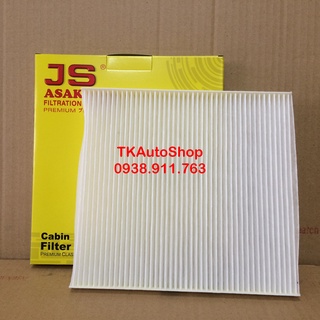 JS®
ASAK
FILTRATION
PREMIUM
TKAutoShop
0938.911.763
Cabin
Filter
PREMIUM CLAS